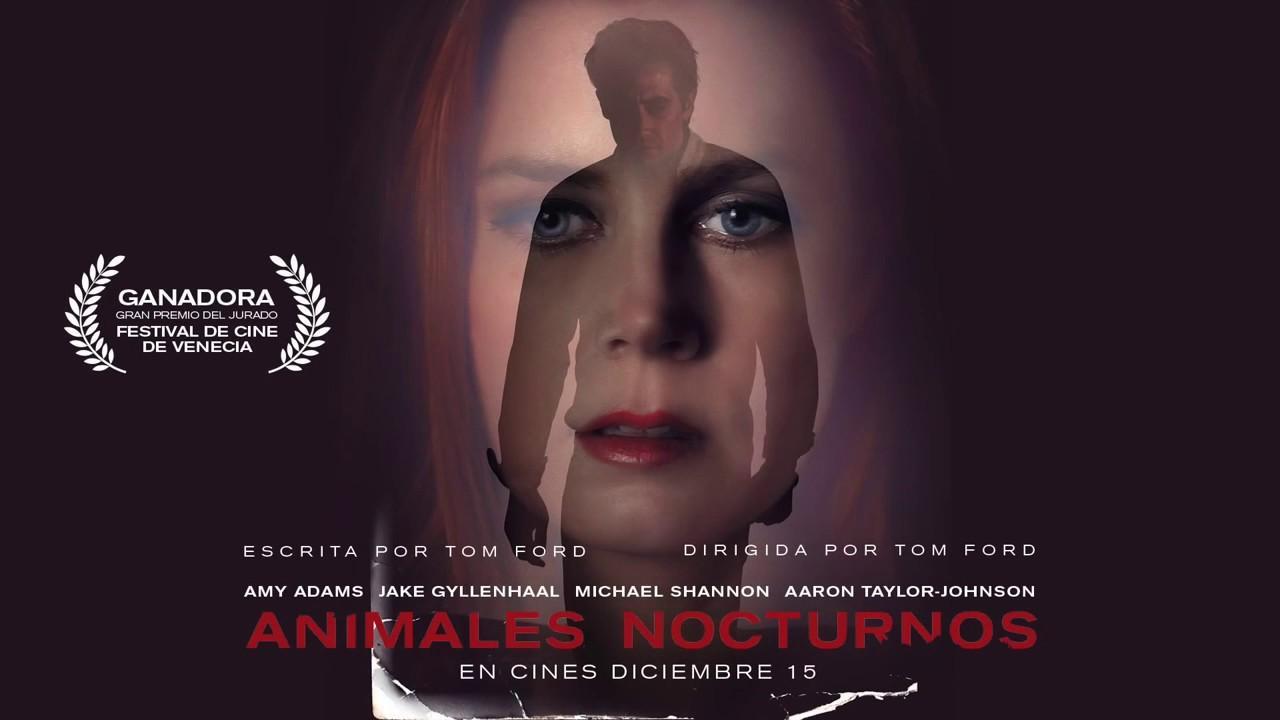 GANADORA
GRAN PREMIO DEL JURADO
FESTIVAL DE CINE
DE VENECIA
ESCRITA POR TOM FORD DIRIGIDA POR TOM FORD
AMY ADAMS JAKE GYLLENHAAL MICHAEL SHANNON AARON TAYLOR-JOHNSON
ANIMALES NOCTURNOS
EN CINES DICIEMBRE 15